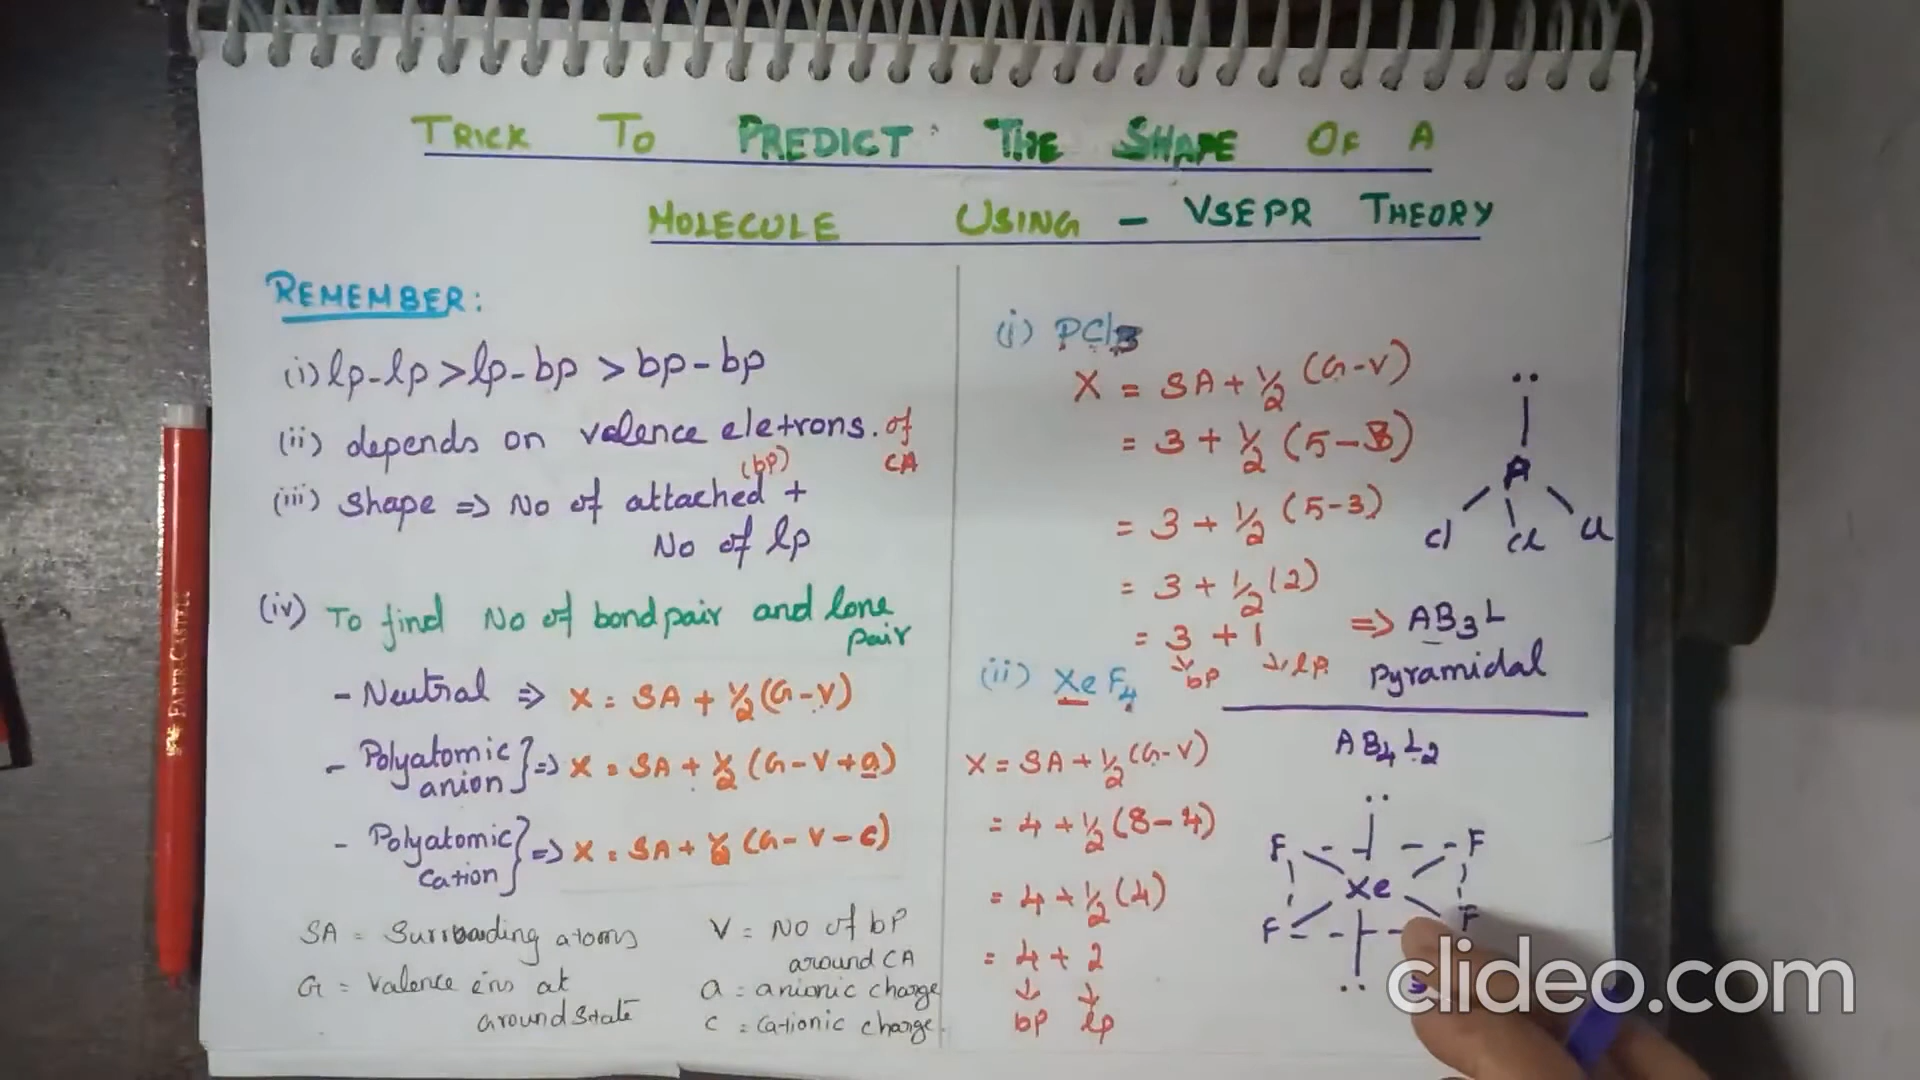 TRICK TO PREDICT THE SHAPE OF A
MOLECULE USING - VSEPR THEORY
REMEMBER:
(i) lp-lp > lp-bp > bp-bp
(ii) depends on valence eletrons. of CA
(bp)
(iii) Shape => No of attached +
No of lp
(iv) To find No of bond pair and lone
pair
- Neutral => X = SA + 1/2 (G-V)
- Polyatomic anion } => X = SA + 1/2 (G-V+a)
- Polyatomic cation } => X = SA + 1/2 (G-V-c)
SA = Surrounding atoms
G = Valence e⁻ns at
groundstate
V = No of bp
around CA
a = anionic charge
c = cationic charge.
(i) PCl3
X = SA + 1/2 (G-V)
= 3 + 1/2 (5-3)
= 3 + 1/2 (5-3)
= 3 + 1/2 (2)
= 3 + 1
bp lp
=> AB3L
Pyramidal
..
A
Cl Cl Cl
(ii) XeF4
X = SA + 1/2 (G-V)
= 4 + 1/2 (8-4)
= 4 + 1/2 (4)
= 4 + 2
bp lp
AB4L2
..
F F
Xe
F F
..
clideo.com
FABER CASTELL